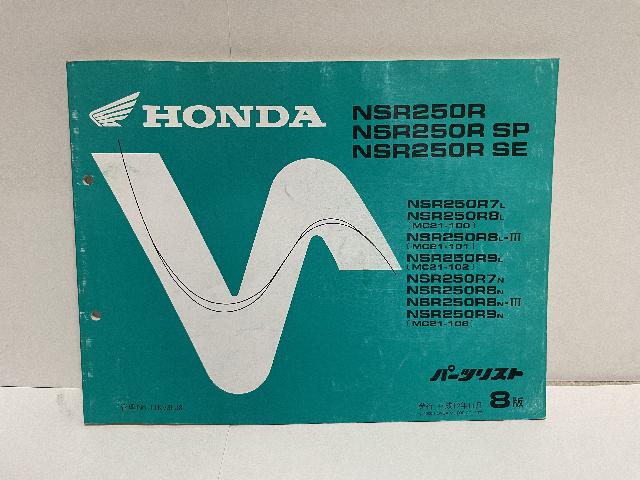 HONDA
NSR250R
NSR250R SP
NSR250R SE
NSR250R7L
NSR250R8L
(MC21-100)
NSR250R8L-III
(MC21-101)
NSR250R9L
(MC21-102)
NSR250R7N
NSR250R8N
NSR250R8N-III
NSR250R9N
(MC21-106)
パーツリスト
8版